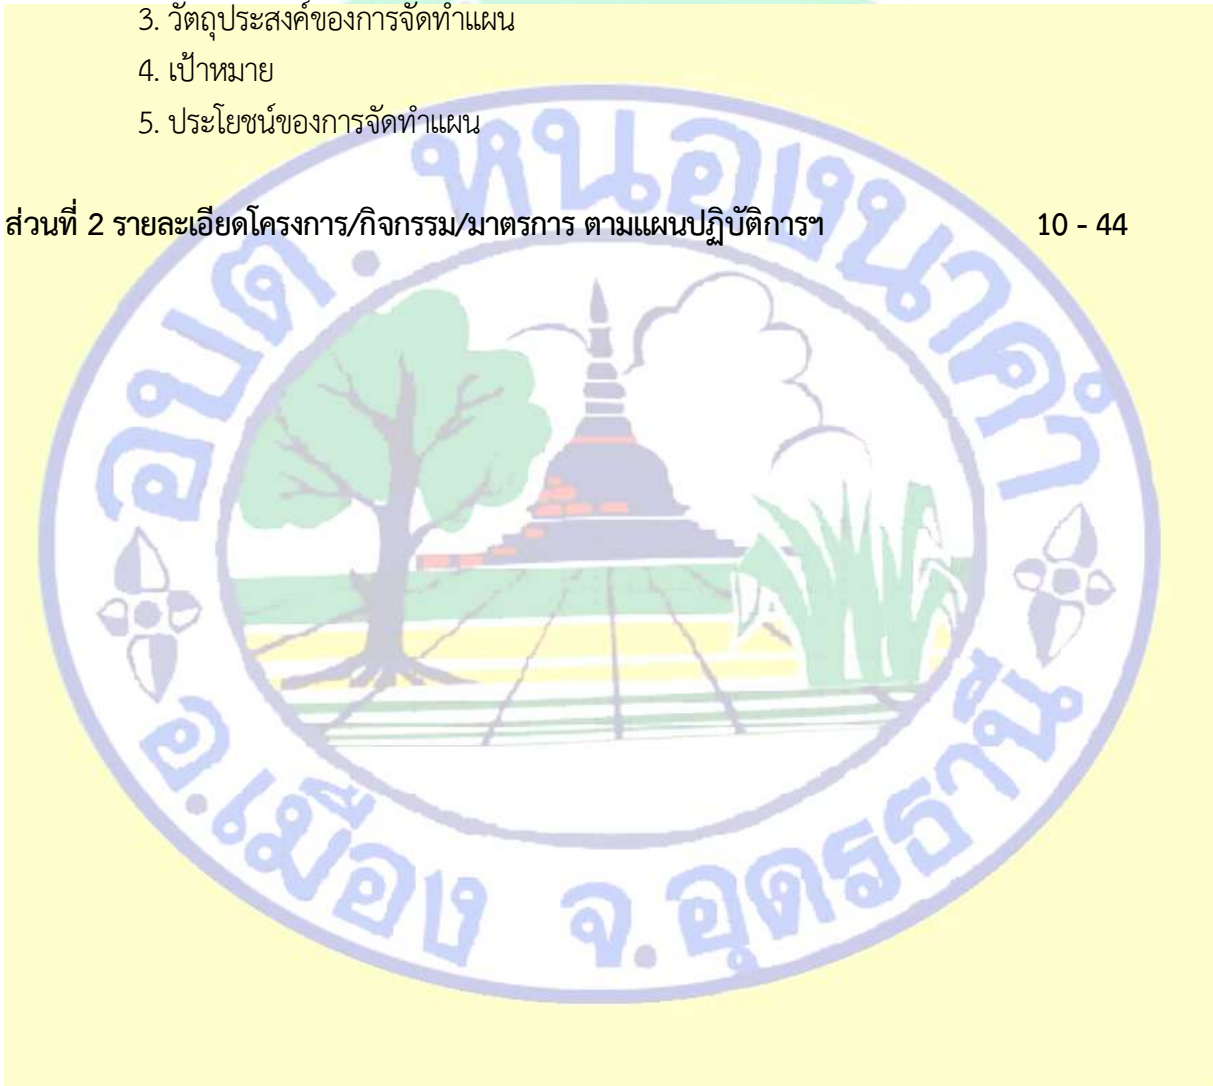 3. วัตถุประสงค์ของการจัดทำแผน
4. เป้าหมาย
5. ประโยชน์ของการจัดทำแผน
ส่วนที่ 2 รายละเอียดโครงการ/กิจกรรม/มาตรการ ตามแผนปฏิบัติการฯ 10 - 44
อบต. หนองนาคำ
อ.เมือง จ.อุดรธานี